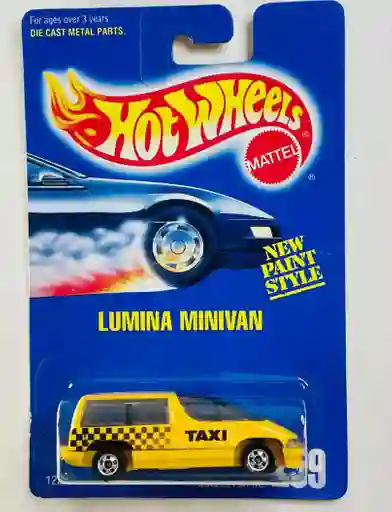 For ages over 3 years
DIE CAST METAL PARTS.
Hot Wheels
MATTEL
®
®
NEW
PAINT
STYLE
LUMINA MINIVAN
TAXI